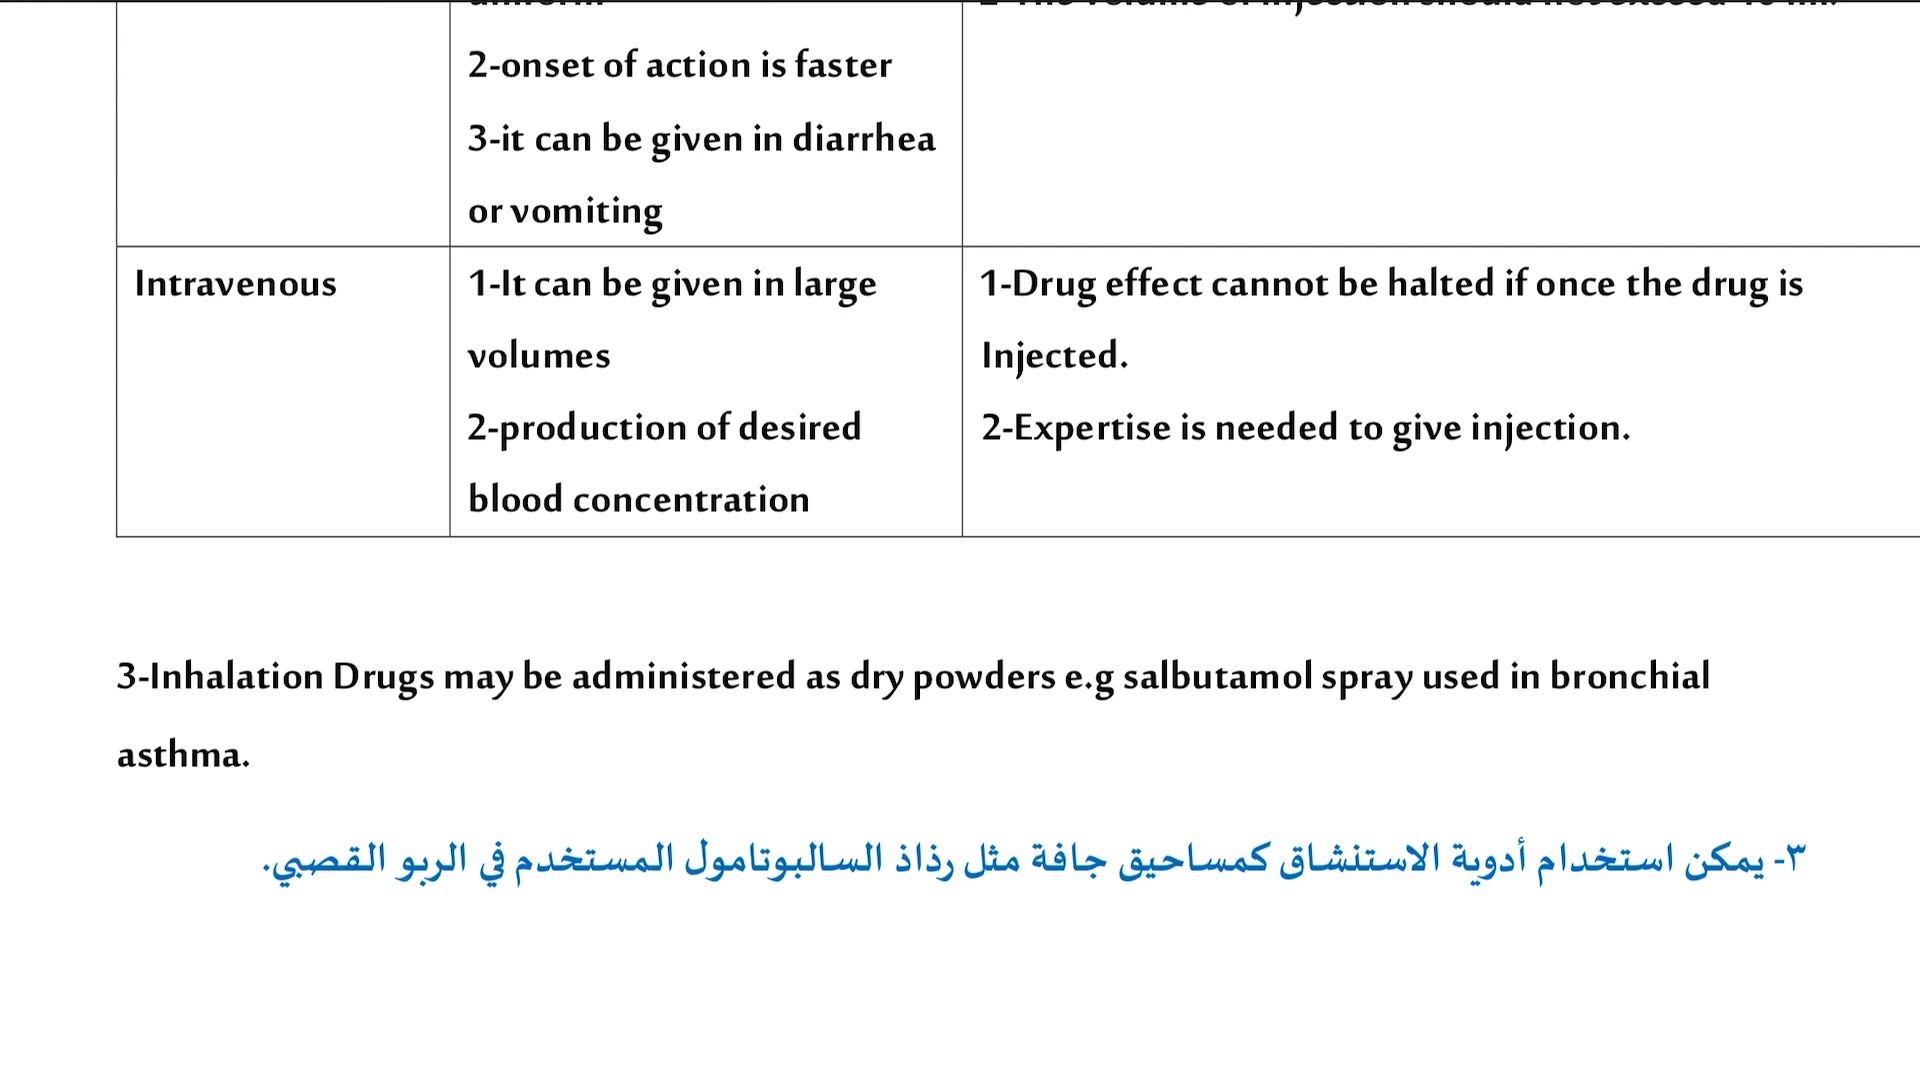 2-onset of action is faster
3-it can be given in diarrhea
or vomiting
Intravenous
1-It can be given in large
volumes
2-production of desired
blood concentration
1-Drug effect cannot be halted if once the drug is
Injected.
2-Expertise is needed to give injection.
3-Inhalation Drugs may be administered as dry powders e.g salbutamol spray used in bronchial
asthma.
٣- يمكن استخدام أدوية الاستنشاق كمساحيق جافة مثل رذاذ السالبوتامول المستخدم في الربو القصبي.